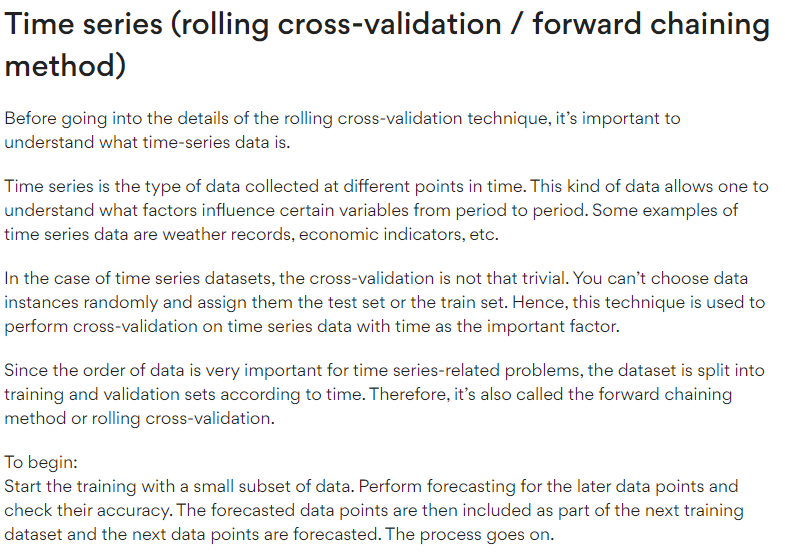 Time series (rolling cross-validation / forward chaining
method)
Before going into the details of the rolling cross-validation technique, it’s important to
understand what time-series data is.
Time series is the type of data collected at different points in time. This kind of data allows one to
understand what factors influence certain variables from period to period. Some examples of
time series data are weather records, economic indicators, etc.
In the case of time series datasets, the cross-validation is not that trivial. You can’t choose data
instances randomly and assign them the test set or the train set. Hence, this technique is used to
perform cross-validation on time series data with time as the important factor.
Since the order of data is very important for time series-related problems, the dataset is split into
training and validation sets according to time. Therefore, it’s also called the forward chaining
method or rolling cross-validation.
To begin:
Start the training with a small subset of data. Perform forecasting for the later data points and
check their accuracy. The forecasted data points are then included as part of the next training
dataset and the next data points are forecasted. The process goes on.